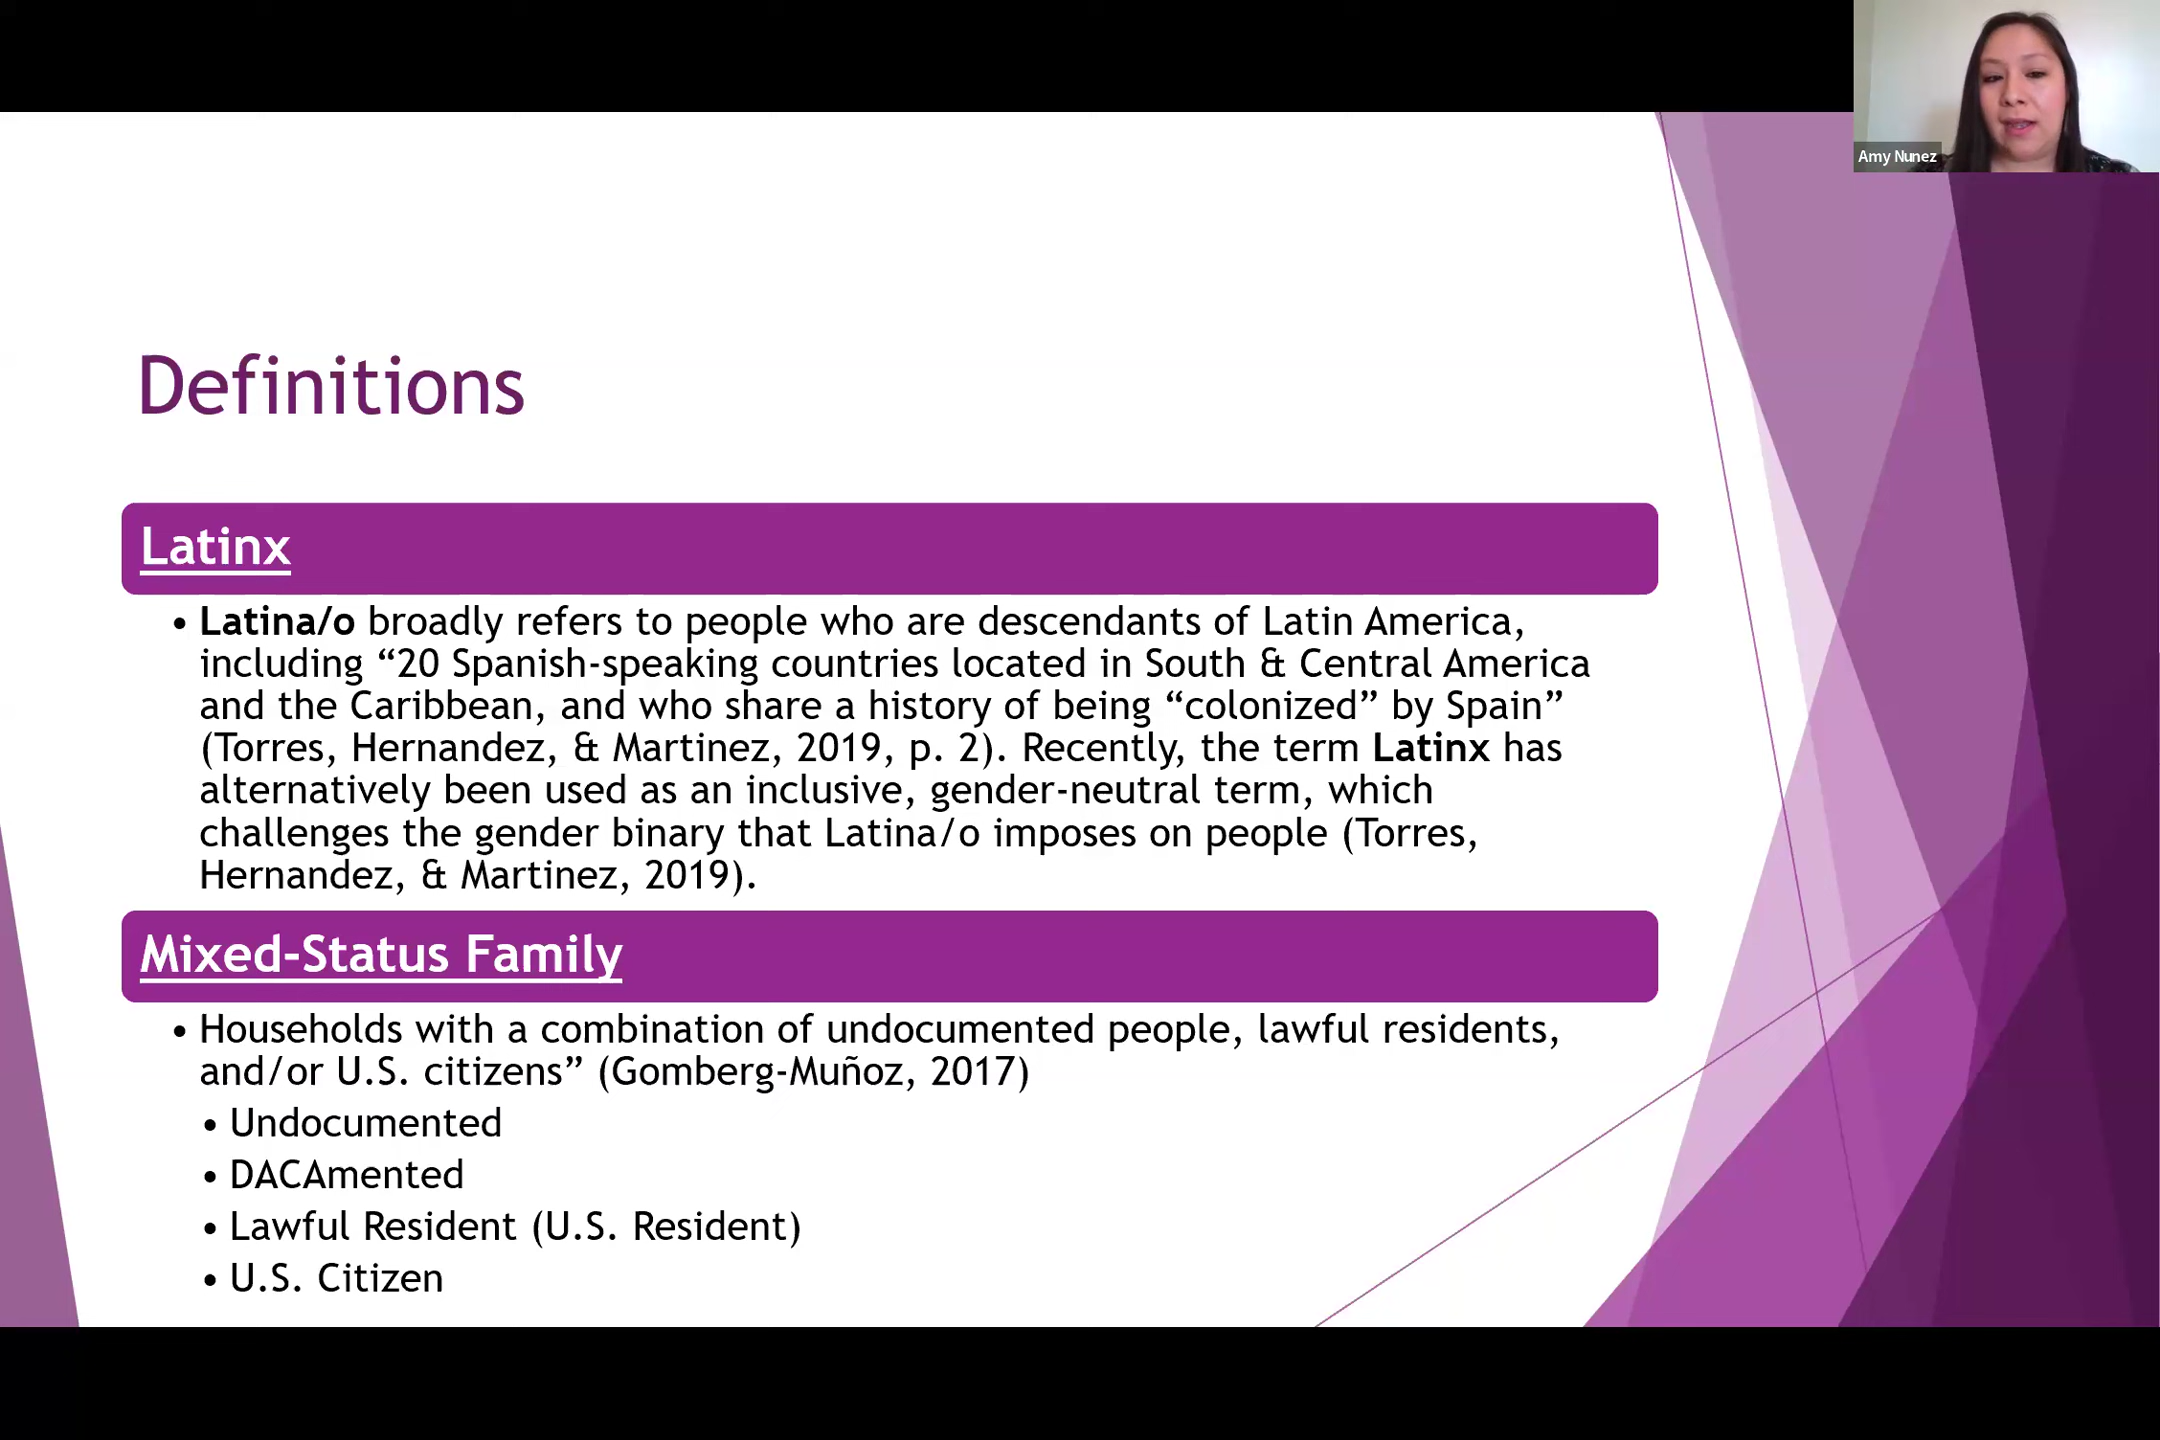 Amy Nunez
Definitions
Latinx
• Latina/o broadly refers to people who are descendants of Latin America,
including “20 Spanish-speaking countries located in South & Central America
and the Caribbean, and who share a history of being “colonized” by Spain”
(Torres, Hernandez, & Martinez, 2019, p. 2). Recently, the term Latinx has
alternatively been used as an inclusive, gender-neutral term, which
challenges the gender binary that Latina/o imposes on people (Torres,
Hernandez, & Martinez, 2019).
Mixed-Status Family
• Households with a combination of undocumented people, lawful residents,
and/or U.S. citizens” (Gomberg-Muñoz, 2017)
• Undocumented
• DACAmented
• Lawful Resident (U.S. Resident)
• U.S. Citizen